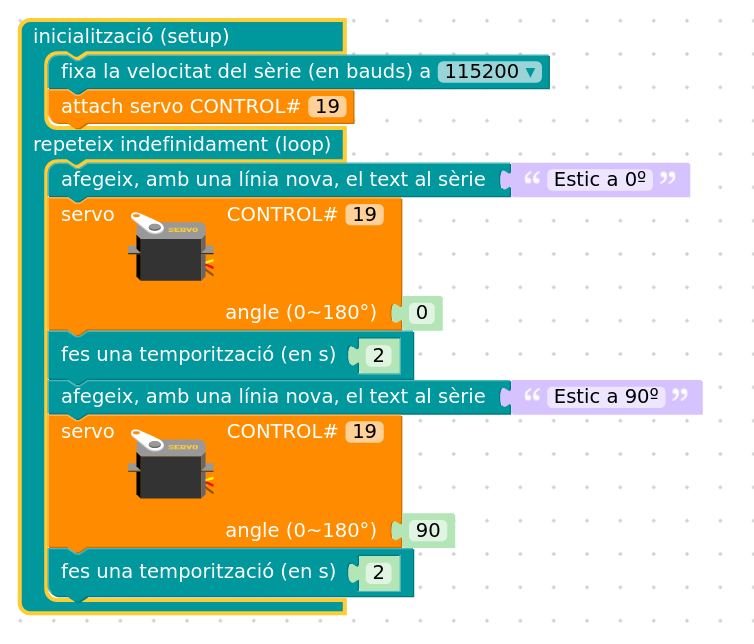 inicialització (setup)
fixa la velocitat del sèrie (en bauds) a 115200 ▾
attach servo CONTROL# 19
repeteix indefinidament (loop)
afegeix, amb una línia nova, el text al sèrie “ Estic a 0º ”
servo SERVO CONTROL# 19
angle (0~180°) 0
fes una temporització (en s) 2
afegeix, amb una línia nova, el text al sèrie “ Estic a 90º ”
servo SERVO CONTROL# 19
angle (0~180°) 90
fes una temporització (en s) 2